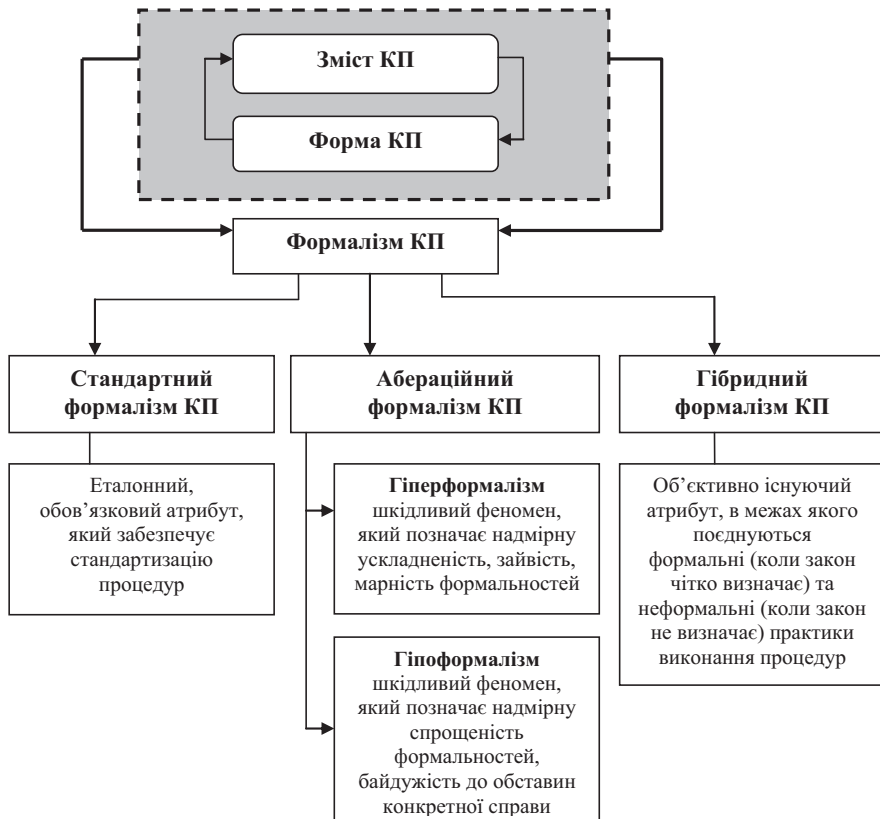 Зміст КП
Форма КП
Формалізм КП
Стандартний
формалізм КП
Абераційний
формалізм КП
Гібридний
формалізм КП
Еталонний,
обов’язковий атрибут,
який забезпечує
стандартизацію
процедур
Гіперформалізм
шкідливий феномен,
який позначає надмірну
ускладненість, зайвість,
марність формальностей
Гіпоформалізм
шкідливий феномен,
який позначає надмірну
спрощеність
формальностей,
байдужість до обставин
конкретної справи
Об’єктивно існуючий
атрибут, в межах якого
поєднуються
формальні (коли закон
чітко визначає) та
неформальні (коли закон
не визначає) практики
виконання процедур